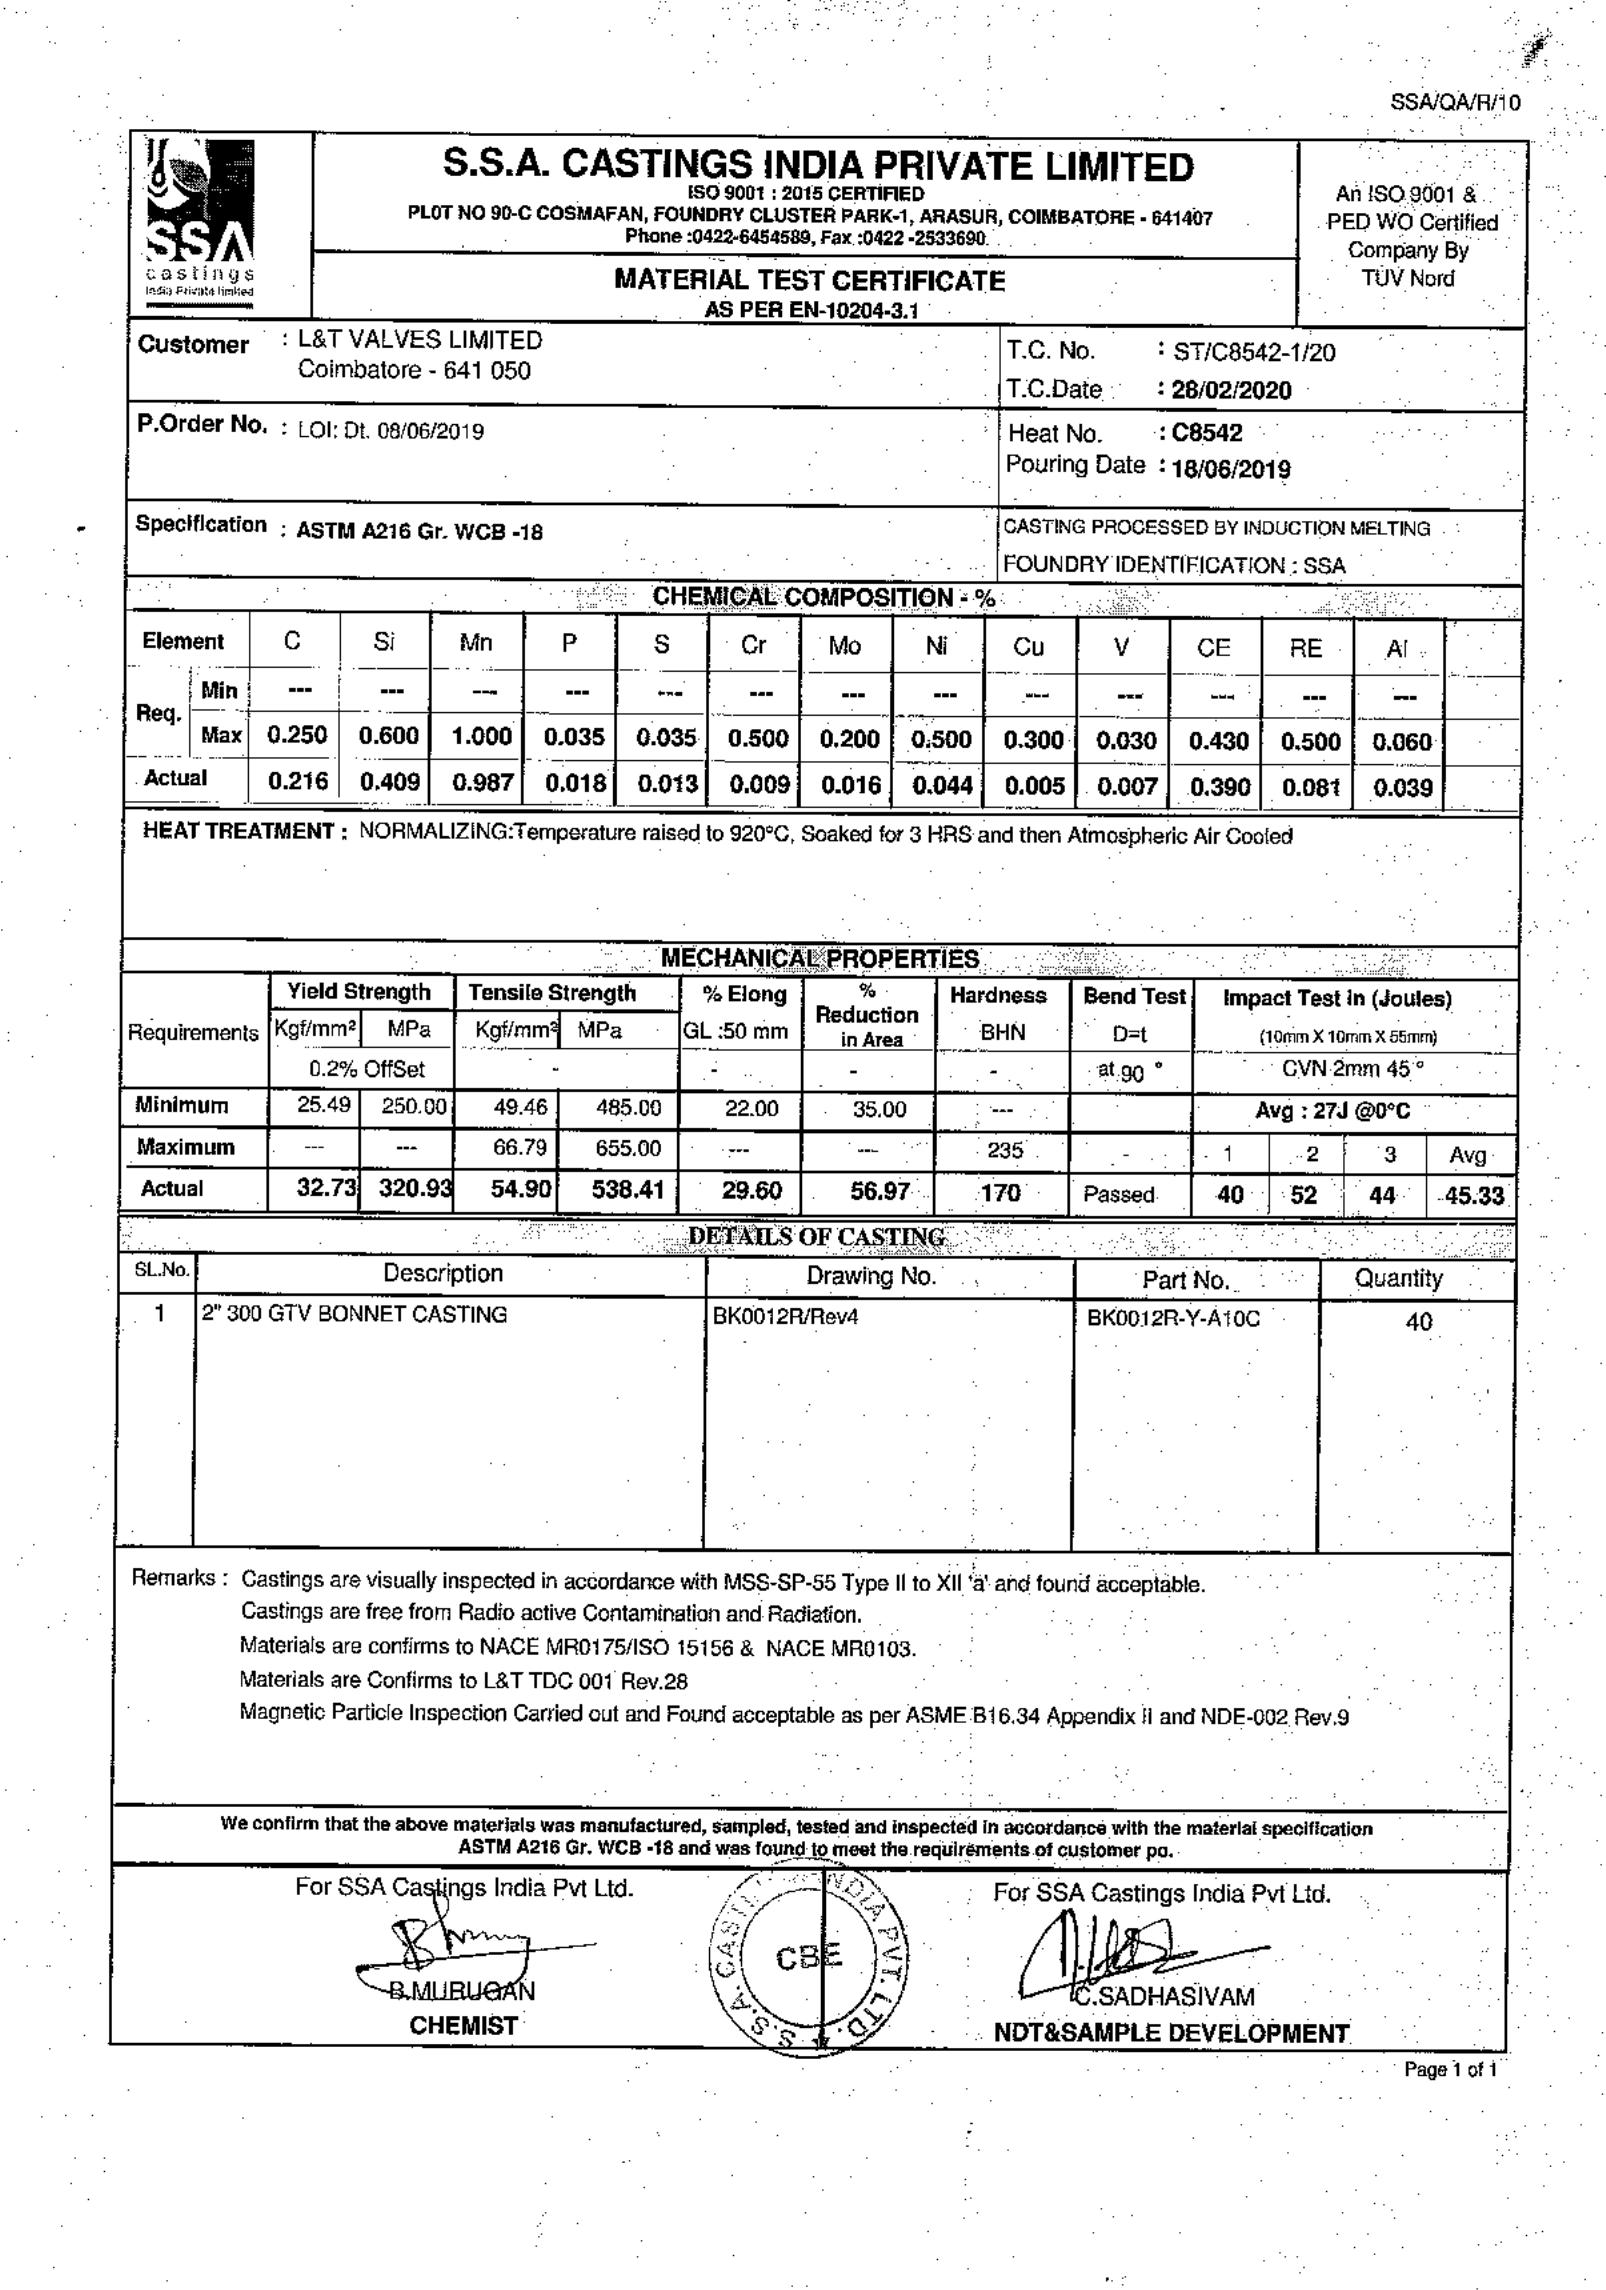 SSA/QA/R/10
SSA
castings
India Private limited
S.S.A. CASTINGS INDIA PRIVATE LIMITED
ISO 9001 : 2015 CERTIFIED
PLOT NO 90-C COSMAFAN, FOUNDRY CLUSTER PARK-1, ARASUR, COIMBATORE - 641407
Phone :0422-6454589, Fax :0422 -2533690.
MATERIAL TEST CERTIFICATE
AS PER EN-10204-3.1
An ISO 9001 &
PED WO Certified
Company By
TUV Nord
Customer : L&T VALVES LIMITED
Coimbatore - 641 050
T.C. No. : ST/C8542-1/20
T.C.Date : 28/02/2020
P.Order No. : LOI: Dt. 08/06/2019
Heat No. : C8542
Pouring Date : 18/06/2019
Specification : ASTM A216 Gr. WCB -18
CASTING PROCESSED BY INDUCTION MELTING
FOUNDRY IDENTIFICATION : SSA
CHEMICAL COMPOSITION - %
Element C Si Mn P S Cr Mo Ni Cu V CE RE Al
Req. Min --- --- --- --- --- --- --- --- --- --- --- --- ---
Max 0.250 0.600 1.000 0.035 0.035 0.500 0.200 0.500 0.300 0.030 0.430 0.500 0.060
Actual 0.216 0.409 0.987 0.018 0.013 0.009 0.016 0.044 0.005 0.007 0.390 0.081 0.039
HEAT TREATMENT : NORMALIZING:Temperature raised to 920°C, Soaked for 3 HRS and then Atmospheric Air Cooled
MECHANICAL PROPERTIES
Requirements
Yield Strength
Kgf/mm² MPa
0.2% OffSet
Tensile Strength
Kgf/mm² MPa
-
% Elong
GL :50 mm
-
%
Reduction
in Area
-
Hardness
BHN
-
Bend Test
D=t
at 90 °
Impact Test in (Joules)
(10mm X 10mm X 55mm)
CVN 2mm 45°
Minimum 25.49 250.00 49.46 485.00 22.00 35.00 --- Avg : 27J @0°C
Maximum --- --- 66.79 655.00 --- --- 235 - 1 2 3 Avg
Actual 32.73 320.93 54.90 538.41 29.60 56.97 170 Passed 40 52 44 45.33
DETAILS OF CASTING
SL.No. Description Drawing No. Part No. Quantity
1 2" 300 GTV BONNET CASTING BK0012R/Rev4 BK0012R-Y-A10C 40
Remarks : Castings are visually inspected in accordance with MSS-SP-55 Type II to XII 'a' and found acceptable.
Castings are free from Radio active Contamination and Radiation.
Materials are confirms to NACE MR0175/ISO 15156 & NACE MR0103.
Materials are Confirms to L&T TDC 001 Rev.28
Magnetic Particle Inspection Carried out and Found acceptable as per ASME B16.34 Appendix II and NDE-002 Rev.9
We confirm that the above materials was manufactured, sampled, tested and inspected in accordance with the material specification
ASTM A216 Gr. WCB -18 and was found to meet the requirements of customer po.
For SSA Castings India Pvt Ltd.
B.MURUGAN
CHEMIST
S.S.A. CASTI INDIA PVT. LTD.
CBE
For SSA Castings India Pvt Ltd.
C.SADHASIVAM
NDT&SAMPLE DEVELOPMENT
Page 1 of 1